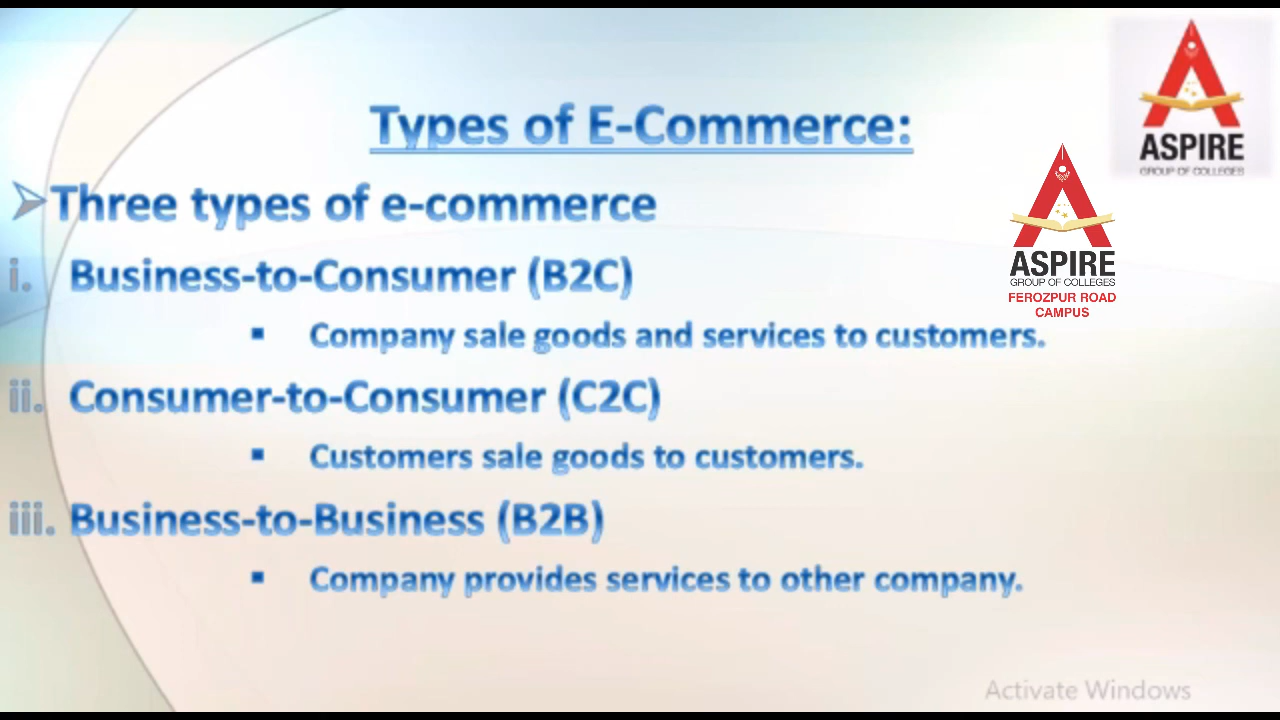 Types of E-Commerce:
Three types of e-commerce
i. Business-to-Consumer (B2C)
Company sale goods and services to customers.
ii. Consumer-to-Consumer (C2C)
Customers sale goods to customers.
iii. Business-to-Business (B2B)
Company provides services to other company.
ASPIRE
GROUP OF COLLEGES
ASPIRE
GROUP OF COLLEGES
FEROZPUR ROAD
CAMPUS
Activate Windows